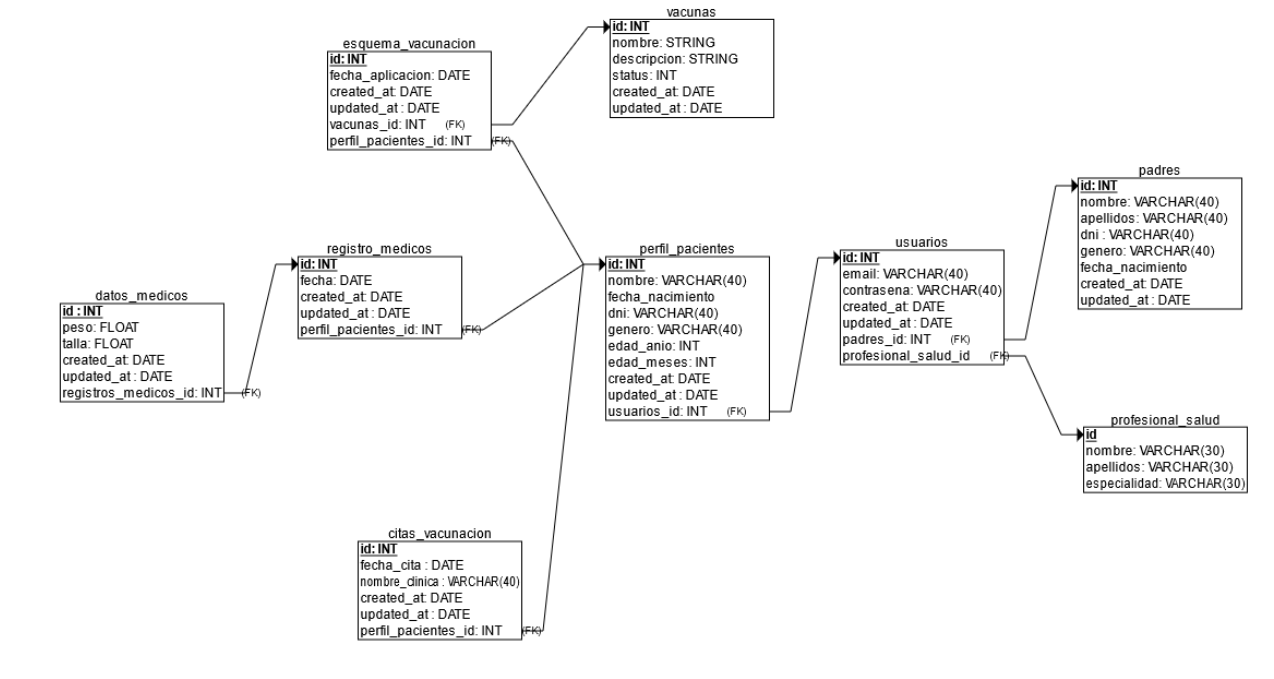 vacunas
id: INT
nombre: STRING
descripcion: STRING
status: INT
created_at: DATE
updated_at : DATE
esquema_vacunacion
id: INT
fecha_aplicacion: DATE
created_at: DATE
updated_at : DATE
vacunas_id: INT (FK)
perfil_pacientes_id: INT (FK)
padres
id: INT
nombre: VARCHAR(40)
apellidos: VARCHAR(40)
dni : VARCHAR(40)
genero: VARCHAR(40)
fecha_nacimiento
created_at: DATE
updated_at : DATE
usuarios
id: INT
email: VARCHAR(40)
contrasena: VARCHAR(40)
created_at: DATE
updated_at : DATE
padres_id: INT (FK)
profesional_salud_id (FK)
perfil_pacientes
id: INT
nombre: VARCHAR(40)
fecha_nacimiento
dni: VARCHAR(40)
genero: VARCHAR(40)
edad_anio: INT
edad_meses: INT
created_at: DATE
updated_at : DATE
usuarios_id: INT (FK)
registro_medicos
id: INT
fecha: DATE
created_at: DATE
updated_at : DATE
perfil_pacientes_id: INT (FK)
datos_medicos
id : INT
peso: FLOAT
talla: FLOAT
created_at: DATE
updated_at : DATE
registros_medicos_id: INT (FK)
profesional_salud
id
nombre: VARCHAR(30)
apellidos: VARCHAR(30)
especialidad: VARCHAR(30)
citas_vacunacion
id: INT
fecha_cita : DATE
nombre_clinica : VARCHAR(40)
created_at: DATE
updated_at : DATE
perfil_pacientes_id: INT (FK)